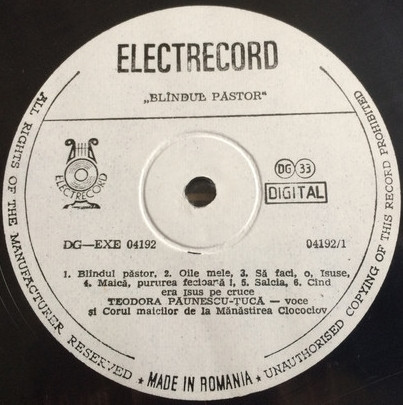 ELECTRECORD
„BLÎNDUL PĂSTOR"
ELECTRECORD
DG 33
DIGITAL
DG—EXE 04192
04192/1
1. Blîndul păstor, 2. Oile mele, 3. Să faci, o, Isuse,
4. Maică, pururea fecioară !, 5. Salcia, 6. Cînd
era Isus pe cruce
TEODORA PĂUNESCU-TUCĂ — voce
și Corul maicilor de la Mănăstirea Clocociov
ALL RIGHTS OF THE MANUFACTURER RESERVED ★ MADE IN ROMANIA ★ UNAUTHORISED COPYING OF THIS RECORD PROHIBITED